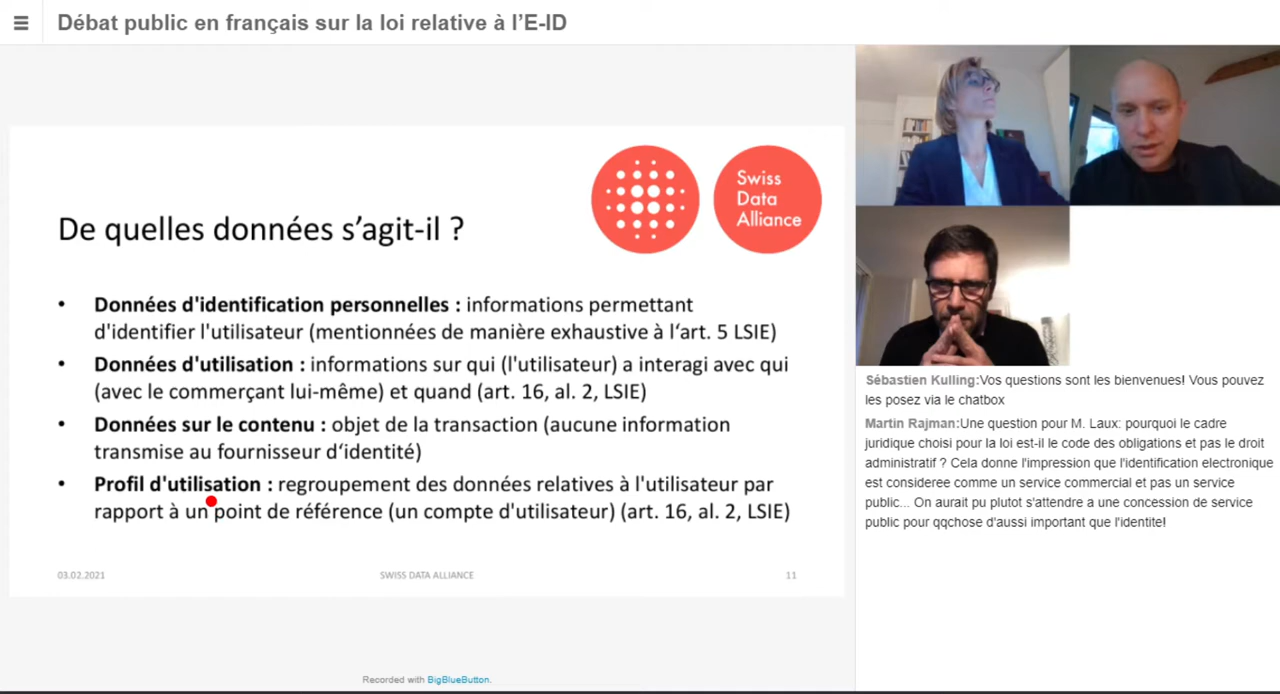 Débat public en français sur la loi relative à l’E-ID
Swiss
Data
Alliance
De quelles données s’agit-il ?
• Données d'identification personnelles : informations permettant
d'identifier l'utilisateur (mentionnées de manière exhaustive à l‘art. 5 LSIE)
• Données d'utilisation : informations sur qui (l'utilisateur) a interagi avec qui
(avec le commerçant lui-même) et quand (art. 16, al. 2, LSIE)
• Données sur le contenu : objet de la transaction (aucune information
transmise au fournisseur d‘identité)
• Profil d'utilisation : regroupement des données relatives à l'utilisateur par
rapport à un point de référence (un compte d'utilisateur) (art. 16, al. 2, LSIE)
03.02.2021
SWISS DATA ALLIANCE
11
Sébastien Kulling:Vos questions sont les bienvenues! Vous pouvez
les posez via le chatbox
Martin Rajman:Une question pour M. Laux: pourquoi le cadre
juridique choisi pour la loi est-il le code des obligations et pas le droit
administratif ? Cela donne l'impression que l'identification electronique
est consideree comme un service commercial et pas un service
public... On aurait pu plutot s'attendre a une concession de service
public pour qqchose d'aussi important que l'identite!
Recorded with BigBlueButton.